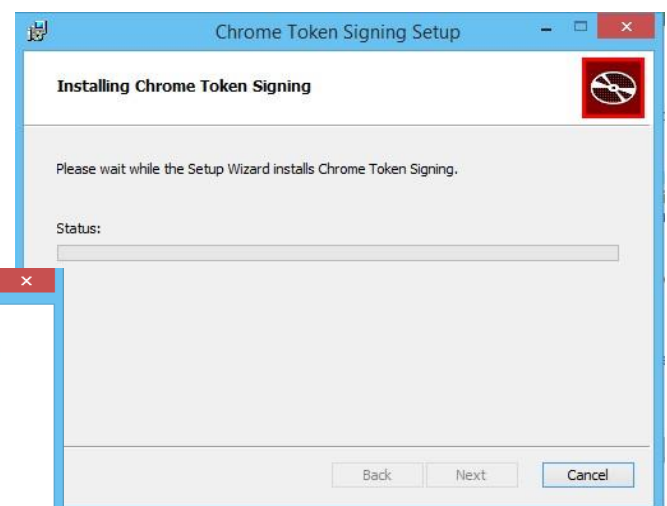 Chrome Token Signing Setup
Installing Chrome Token Signing
Please wait while the Setup Wizard installs Chrome Token Signing.
Status:
Back Next Cancel